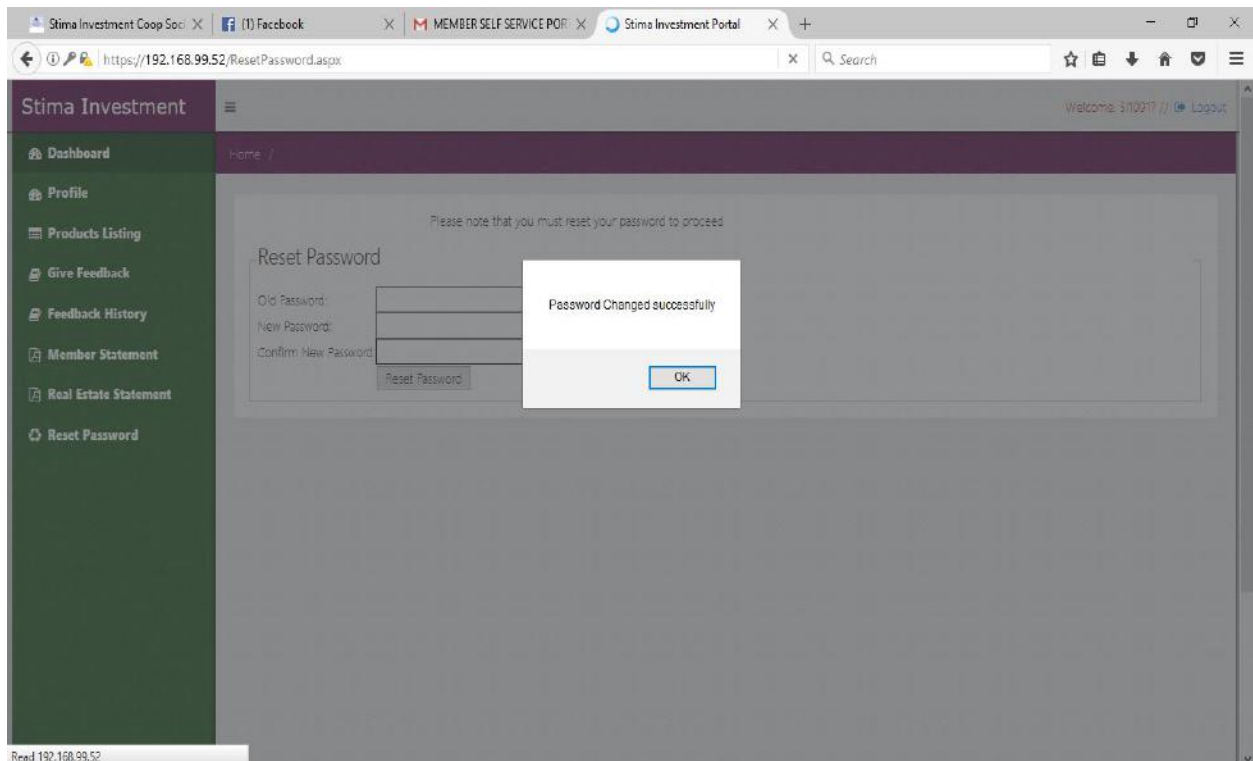 Stima Investment Coop Soci
(1) Facebook
MEMBER SELF SERVICE POR
Stima Investment Portal
https://192.168.99.52/ResetPassword.aspx
Search
Stima Investment
Welcome, // Logout
Dashboard
Home /
Profile
Products Listing
Give Feedback
Feedback History
Member Statement
Real Estate Statement
Reset Password
Please note that you must reset your password to proceed
Reset Password
Old Password:
New Password:
Confirm New Password
Reset Password
Password Changed successfully
OK
Read 192.168.99.52